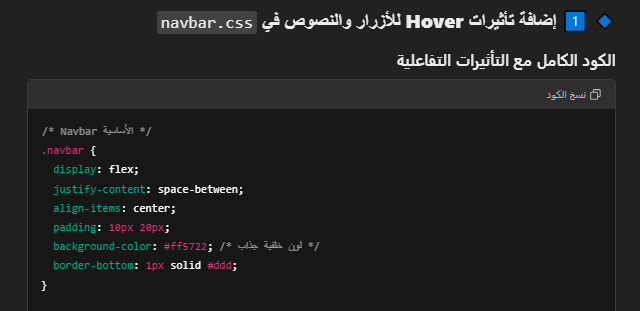 🔹 1️⃣ إضافة تأثيرات Hover للأزرار والنصوص في navbar.css
الكود الكامل مع التأثيرات التفاعلية
نسخ الكود
/* Navbar الأساسية */
.navbar {
  display: flex;
  justify-content: space-between;
  align-items: center;
  padding: 10px 20px;
  background-color: #ff5722; /* لون خلفية جذاب */
  border-bottom: 1px solid #ddd;
}